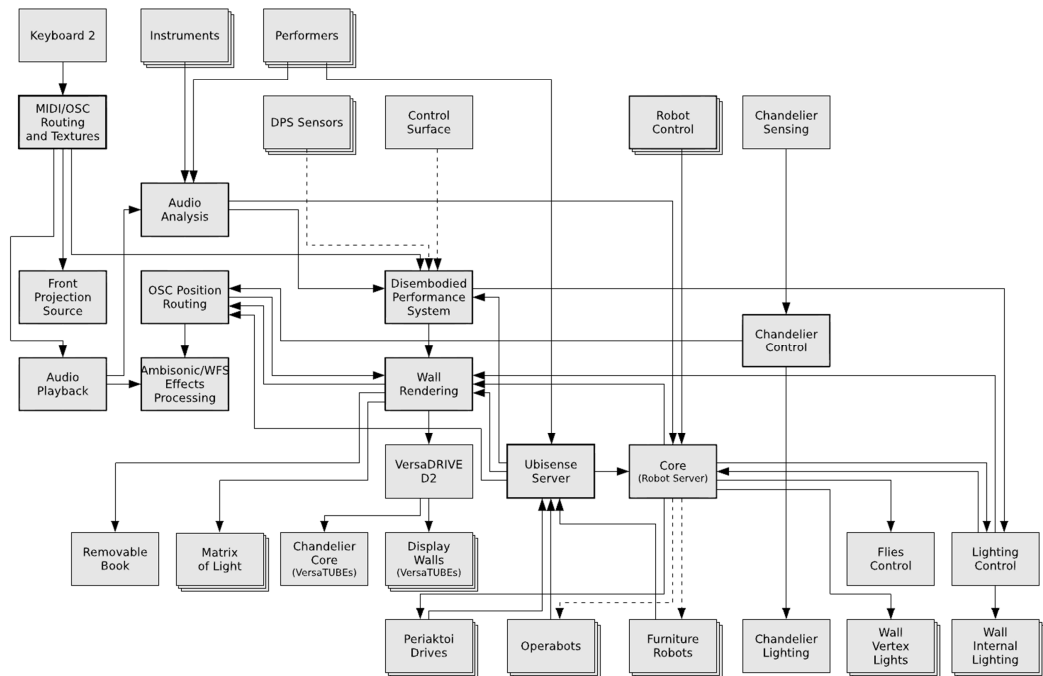 Keyboard 2
Instruments
Performers
MIDI/OSC
Routing
and Textures
DPS Sensors
Control
Surface
Robot
Control
Chandelier
Sensing
Audio
Analysis
Front
Projection
Source
OSC Position
Routing
Disembodied
Performance
System
Chandelier
Control
Audio
Playback
Ambisonic/WFS
Effects
Processing
Wall
Rendering
VersaDRIVE
D2
Ubisense
Server
Core
(Robot Server)
Removable
Book
Matrix
of Light
Chandelier
Core
(VersaTUBEs)
Display
Walls
(VersaTUBEs)
Flies
Control
Lighting
Control
Periaktoi
Drives
Operabots
Furniture
Robots
Chandelier
Lighting
Wall
Vertex
Lights
Wall
Internal
Lighting